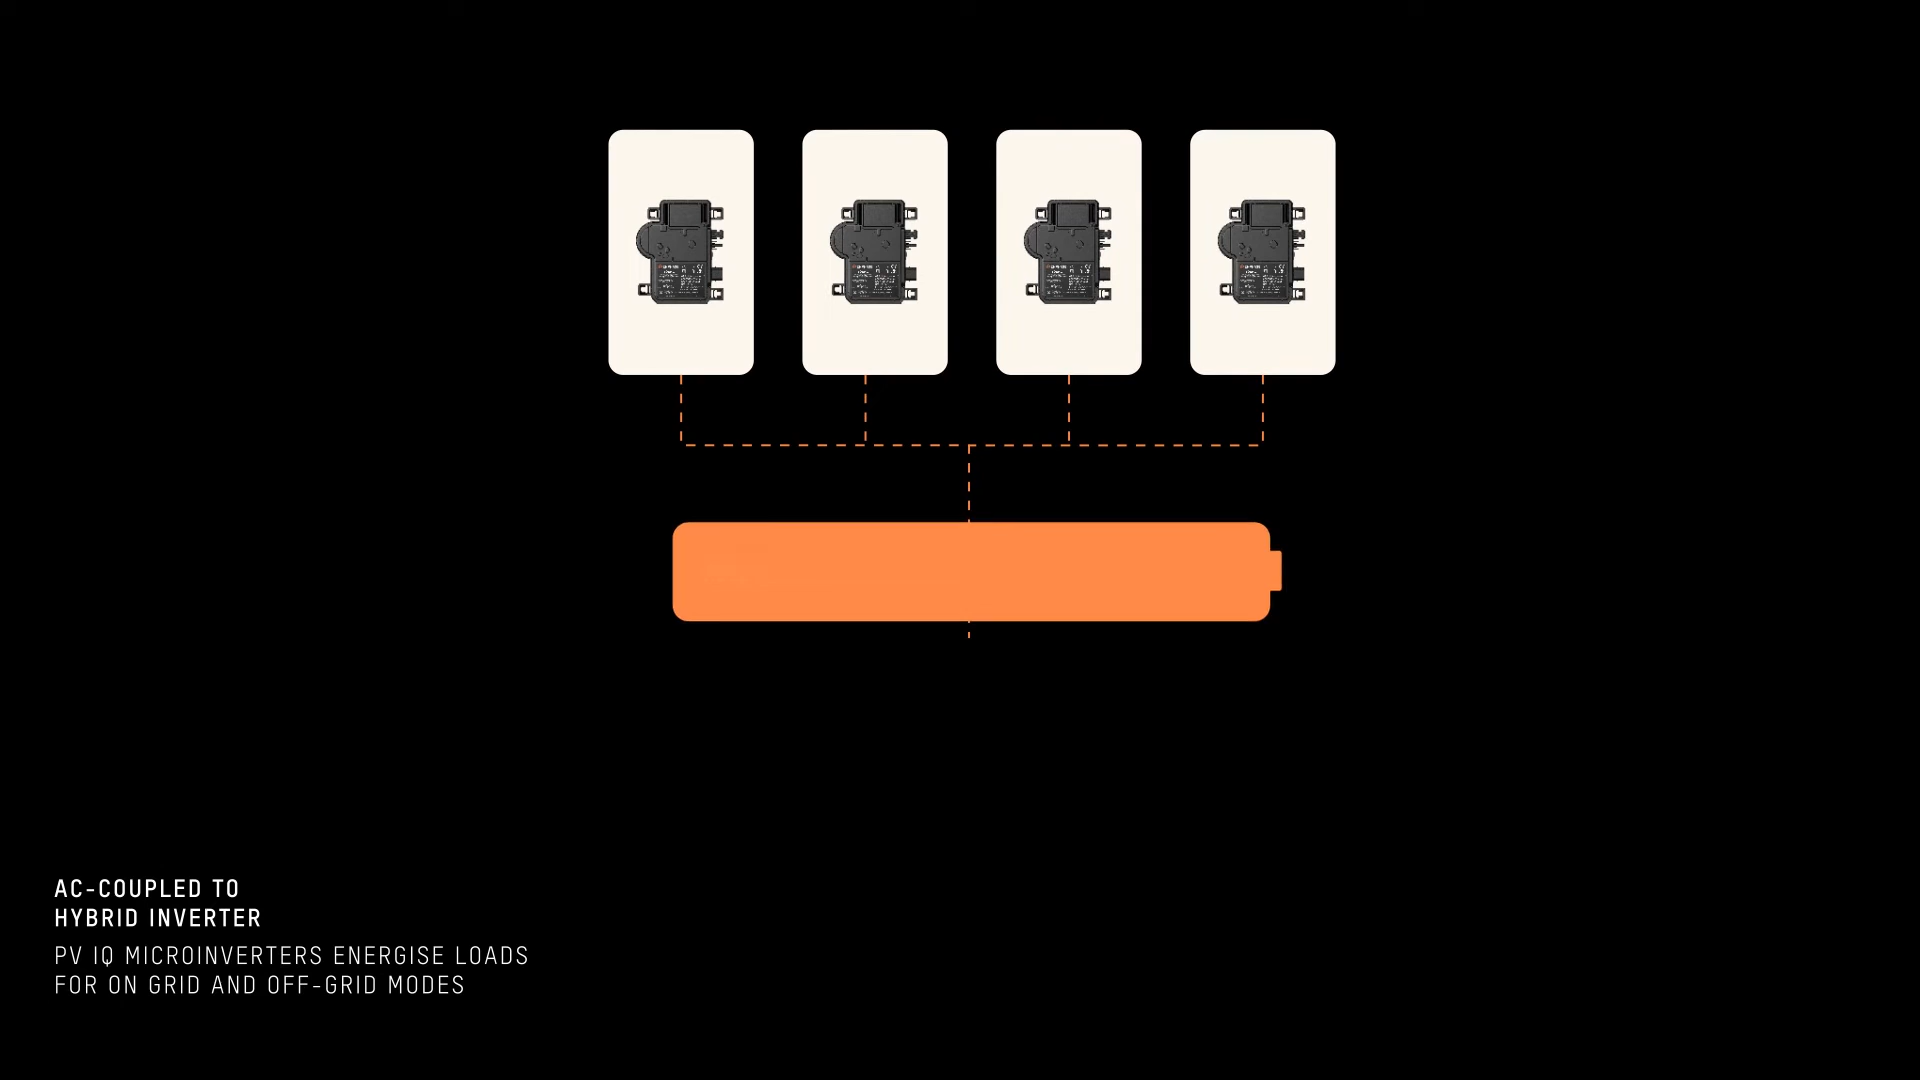 AC-COUPLED TO
HYBRID INVERTER
PV IQ MICROINVERTERS ENERGISE LOADS
FOR ON GRID AND OFF-GRID MODES